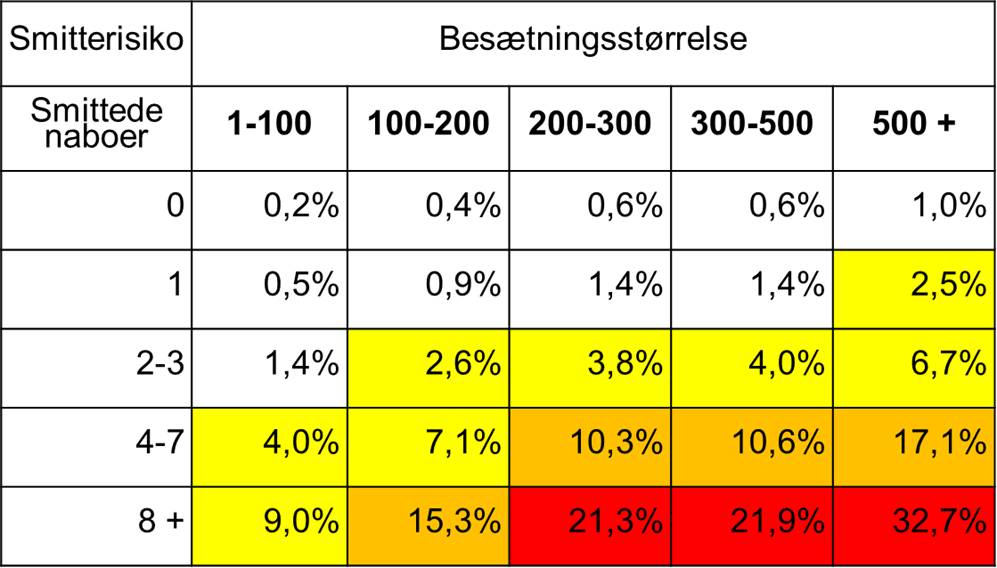 Smitterisiko Besætningsstørrelse
Smittede
naboer 1-100 100-200 200-300 300-500 500 +
0 0,2% 0,4% 0,6% 0,6% 1,0%
1 0,5% 0,9% 1,4% 1,4% 2,5%
2-3 1,4% 2,6% 3,8% 4,0% 6,7%
4-7 4,0% 7,1% 10,3% 10,6% 17,1%
8 + 9,0% 15,3% 21,3% 21,9% 32,7%